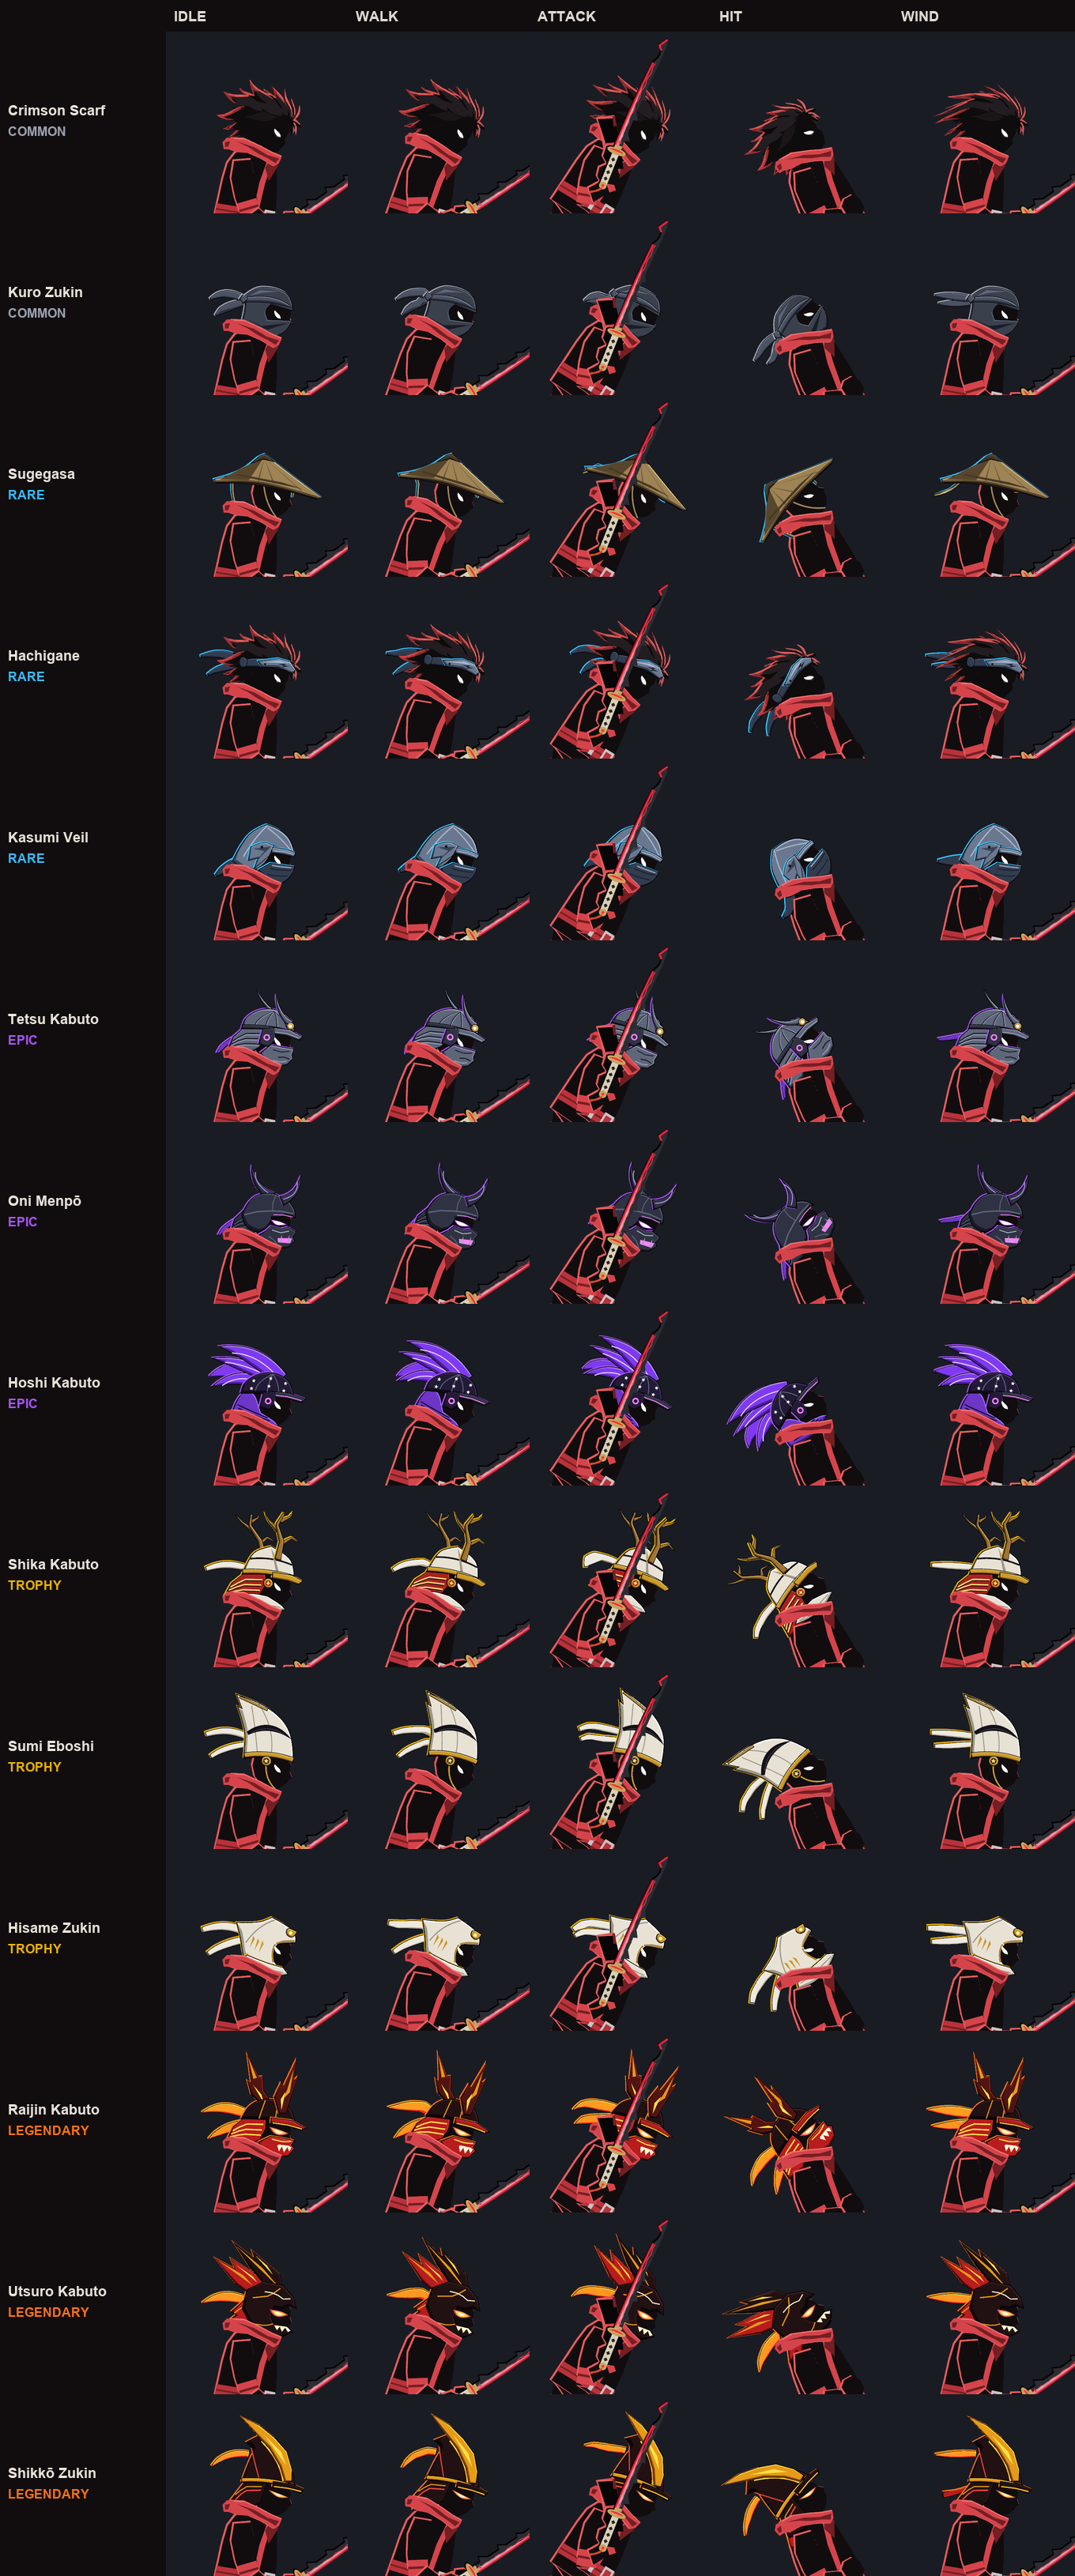 IDLE WALK ATTACK HIT WIND
Crimson Scarf
COMMON
Kuro Zukin
COMMON
Sugegasa
RARE
Hachigane
RARE
Kasumi Veil
RARE
Tetsu Kabuto
EPIC
Oni Menpō
EPIC
Hoshi Kabuto
EPIC
Shika Kabuto
TROPHY
Sumi Eboshi
TROPHY
Hisame Zukin
TROPHY
Raijin Kabuto
LEGENDARY
Utsuro Kabuto
LEGENDARY
Shikkō Zukin
LEGENDARY